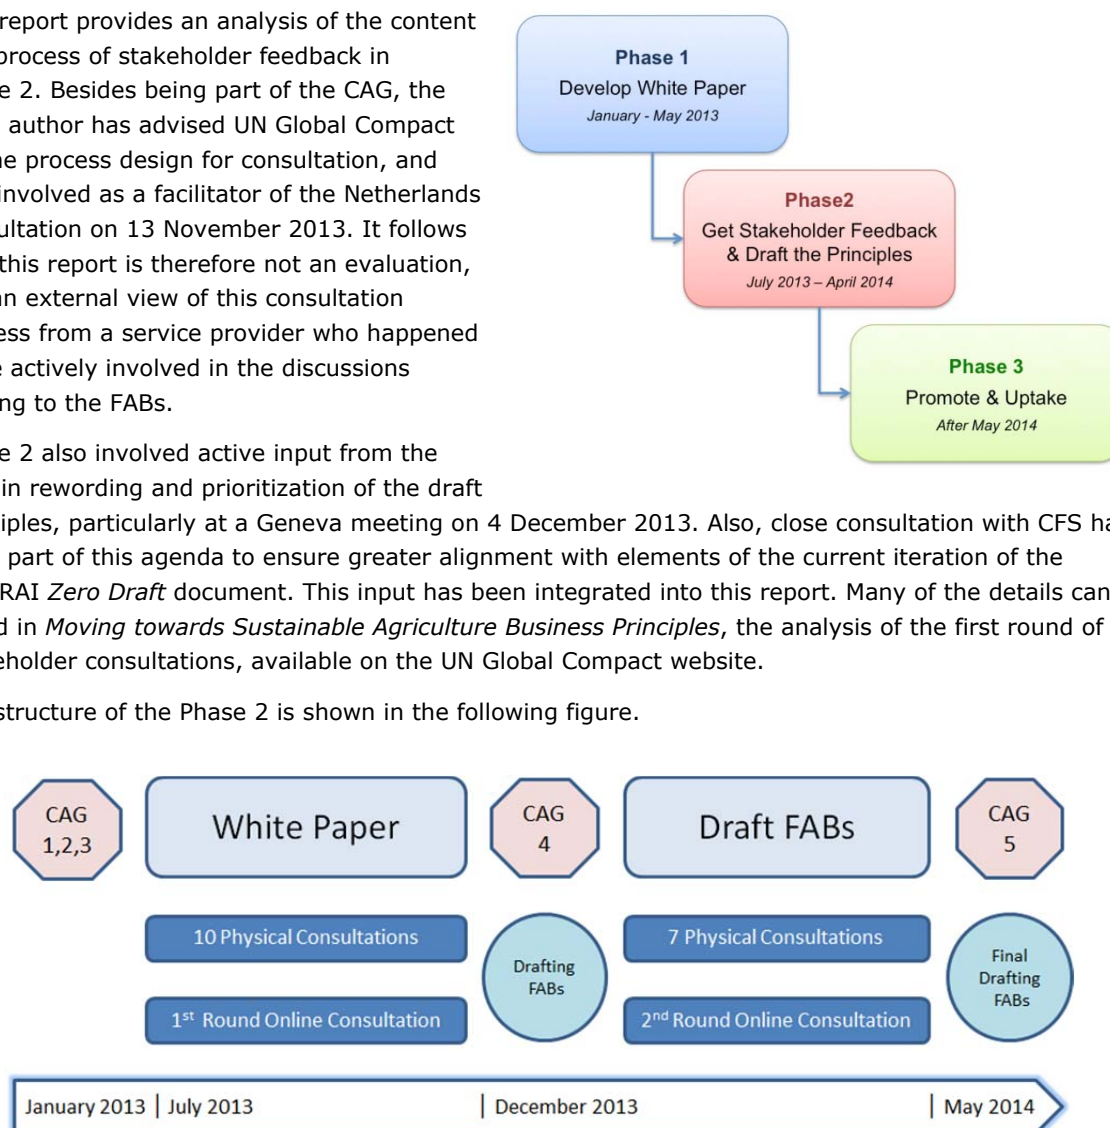 report provides an analysis of the content
process of stakeholder feedback in
e 2. Besides being part of the CAG, the
author has advised UN Global Compact
ne process design for consultation, and
involved as a facilitator of the Netherlands
ultation on 13 November 2013. It follows
this report is therefore not an evaluation,
an external view of this consultation
ess from a service provider who happened
e actively involved in the discussions
ng to the FABs.
Phase 1
Develop White Paper
January - May 2013
Phase2
Get Stakeholder Feedback
& Draft the Principles
July 2013 – April 2014
Phase 3
Promote & Uptake
After May 2014
e 2 also involved active input from the
in rewording and prioritization of the draft
iples, particularly at a Geneva meeting on 4 December 2013. Also, close consultation with CFS ha
part of this agenda to ensure greater alignment with elements of the current iteration of the
RAI Zero Draft document. This input has been integrated into this report. Many of the details can
d in Moving towards Sustainable Agriculture Business Principles, the analysis of the first round of
eholder consultations, available on the UN Global Compact website.
structure of the Phase 2 is shown in the following figure.
CAG
1,2,3
White Paper
CAG
4
Draft FABs
CAG
5
10 Physical Consultations
7 Physical Consultations
Drafting
FABs
Final
Drafting
FABs
1st Round Online Consultation
2nd Round Online Consultation
January 2013 | July 2013 | December 2013 | May 2014